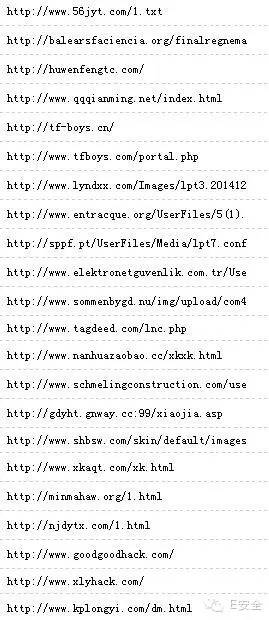 http://www.56jyt.com/1.txt
http://balearsfaciencia.org/finalregnema
http://huwenfengtc.com/
http://www.qqqianming.net/index.html
http://tf-boys.cn/
http://www.tfboys.com/portal.php
http://www.lyndxx.com/Images/lpt3.201412
http://www.entracque.org/UserFiles/5(1).
http://sppf.pt/UserFiles/Media/lpt7.conf
http://www.elektronetguvenlik.com.tr/Use
http://www.sommenbygd.nu/img/upload/com4
http://www.tagdeed.com/lnc.php
http://www.nanhuazaobao.cc/xkxk.html
http://www.schmelingconstruction.com/use
http://gdyht.gnway.cc:99/xiaojia.asp
http://www.shbsw.com/skin/default/images
http://www.xkaqt.com/xk.html
http://minmahaw.org/1.html
http://njdytx.com/1.html
http://www.goodgoodhack.com/
http://www.xlyhack.com/
http://www.kplongyi.com/dm.html
E安全